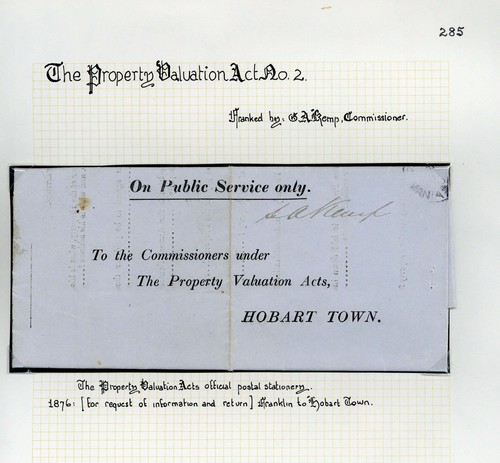 285
The Property Valuation Act. No. 2.
Franked by: G.A. Kemp, Commissioner.
On Public Service only.
G A Kemp
To the Commissioners under
The Property Valuation Acts,
HOBART TOWN.
The Property Valuation Acts official postal stationery.
1876: [for request of information and return] Franklin to Hobart Town.